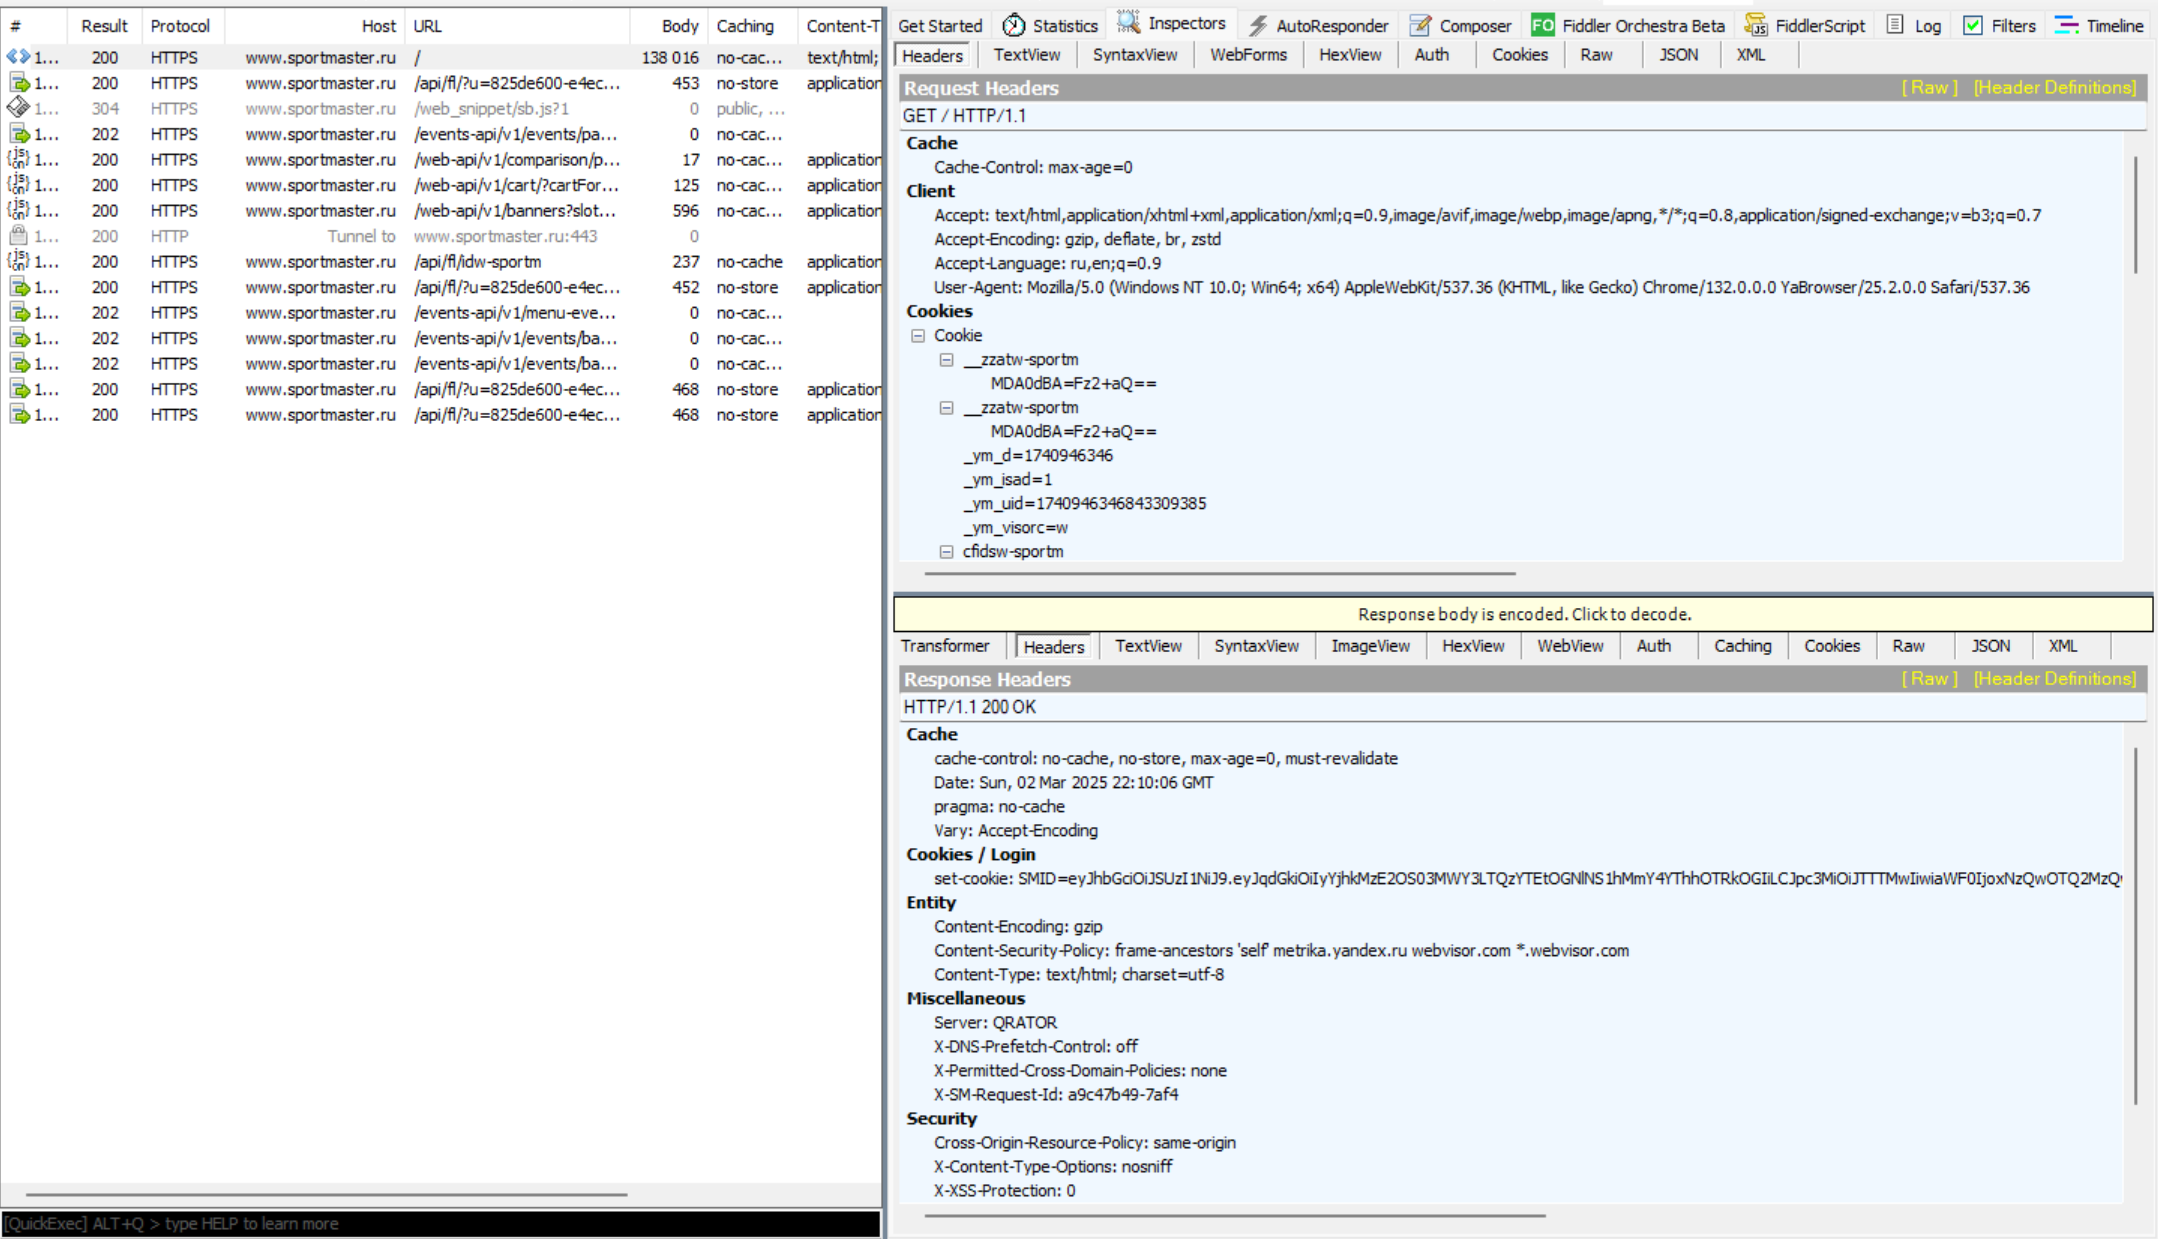 # Result Protocol Host URL Body Caching Content-T
1... 200 HTTPS www.sportmaster.ru / 138 016 no-cac... text/html;
1... 200 HTTPS www.sportmaster.ru /api/fl/?u=825de600-e4ec... 453 no-store application
1... 304 HTTPS www.sportmaster.ru /web_snippet/sb.js?1 0 public, ...
1... 202 HTTPS www.sportmaster.ru /events-api/v1/events/pa... 0 no-cac...
1... 200 HTTPS www.sportmaster.ru /web-api/v1/comparison/p... 17 no-cac... application
1... 200 HTTPS www.sportmaster.ru /web-api/v1/cart/?cartFor... 125 no-cac... application
1... 200 HTTPS www.sportmaster.ru /web-api/v1/banners?slot... 596 no-cac... application
1... 200 HTTP Tunnel to www.sportmaster.ru:443 0
1... 200 HTTPS www.sportmaster.ru /api/fl/idw-sportm 237 no-cache application
1... 200 HTTPS www.sportmaster.ru /api/fl/?u=825de600-e4ec... 452 no-store application
1... 202 HTTPS www.sportmaster.ru /events-api/v1/menu-eve... 0 no-cac...
1... 202 HTTPS www.sportmaster.ru /events-api/v1/events/ba... 0 no-cac...
1... 202 HTTPS www.sportmaster.ru /events-api/v1/events/ba... 0 no-cac...
1... 200 HTTPS www.sportmaster.ru /api/fl/?u=825de600-e4ec... 468 no-store application
1... 200 HTTPS www.sportmaster.ru /api/fl/?u=825de600-e4ec... 468 no-store application
[QuickExec] ALT+Q > type HELP to learn more
Get Started Statistics Inspectors AutoResponder Composer FO Fiddler Orchestra Beta FiddlerScript Log Filters Timeline
Headers TextView SyntaxView WebForms HexView Auth Cookies Raw JSON XML
Request Headers [ Raw ] [Header Definitions]
GET / HTTP/1.1
Cache
Cache-Control: max-age=0
Client
Accept: text/html,application/xhtml+xml,application/xml;q=0.9,image/avif,image/webp,image/apng,*/*;q=0.8,application/signed-exchange;v=b3;q=0.7
Accept-Encoding: gzip, deflate, br, zstd
Accept-Language: ru,en;q=0.9
User-Agent: Mozilla/5.0 (Windows NT 10.0; Win64; x64) AppleWebKit/537.36 (KHTML, like Gecko) Chrome/132.0.0.0 YaBrowser/25.2.0.0 Safari/537.36
Cookies
Cookie
__zzatw-sportm
MDA0dBA=Fz2+aQ==
__zzatw-sportm
MDA0dBA=Fz2+aQ==
_ym_d=1740946346
_ym_isad=1
_ym_uid=1740946346843309385
_ym_visorc=w
cfidsw-sportm
Response body is encoded. Click to decode.
Transformer Headers TextView SyntaxView ImageView HexView WebView Auth Caching Cookies Raw JSON XML
Response Headers [ Raw ] [Header Definitions]
HTTP/1.1 200 OK
Cache
cache-control: no-cache, no-store, max-age=0, must-revalidate
Date: Sun, 02 Mar 2025 22:10:06 GMT
pragma: no-cache
Vary: Accept-Encoding
Cookies / Login
set-cookie: SMID=eyJhbGciOiJSUzI1NiJ9.eyJqdGkiOiIyYjhkMzE2OS03MWY3LTQzYTEtOGNlNS1hMmY4YThhOTRkOGIiLCJpc3MiOiJTTTMwIiwiaWF0IjoxNzQwOTQ2MzQ
Entity
Content-Encoding: gzip
Content-Security-Policy: frame-ancestors 'self' metrika.yandex.ru webvisor.com *.webvisor.com
Content-Type: text/html; charset=utf-8
Miscellaneous
Server: QRATOR
X-DNS-Prefetch-Control: off
X-Permitted-Cross-Domain-Policies: none
X-SM-Request-Id: a9c47b49-7af4
Security
Cross-Origin-Resource-Policy: same-origin
X-Content-Type-Options: nosniff
X-XSS-Protection: 0